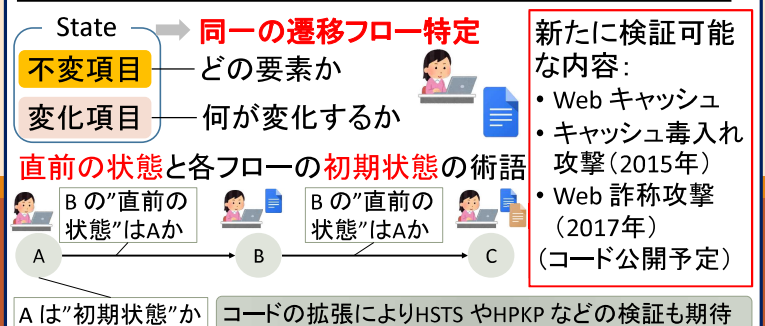 State
同一の遷移フロー特定
不変項目
どの要素か
変化項目
何が変化するか
直前の状態と各フローの初期状態の術語
B の”直前の
状態”はAか
B の”直前の
状態”はAか
A
B
C
A は”初期状態”か
新たに検証可能
な内容：
• Web キャッシュ
• キャッシュ毒入れ
攻撃（2015年）
• Web 詐称攻撃
（2017年）
（コード公開予定）
コードの拡張によりHSTS やHPKP などの検証も期待